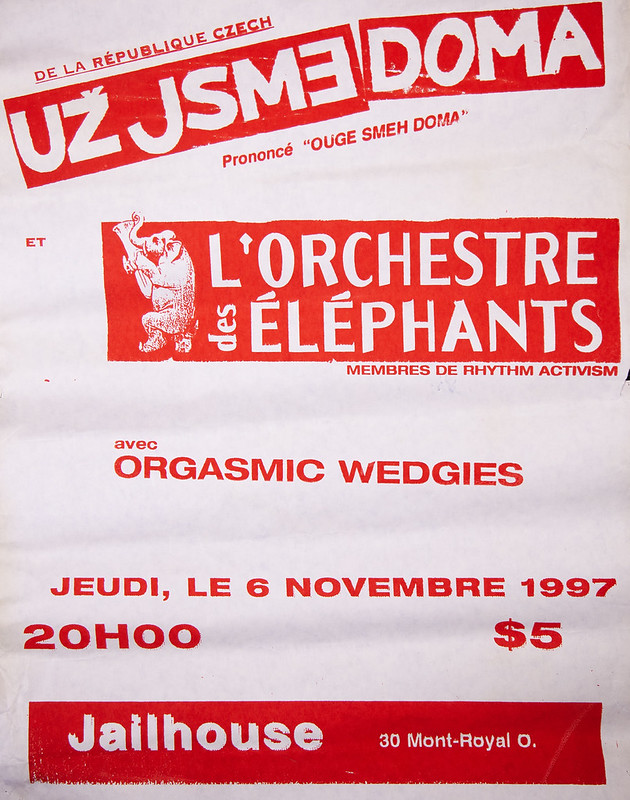 DE LA RÉPUBLIQUE CZECH
UŽ JSME DOMA
Prononcé "OUGE SMEH DOMA"
ET
L'ORCHESTRE
des ÉLÉPHANTS
MEMBRES DE RHYTHM ACTIVISM
avec
ORGASMIC WEDGIES
JEUDI, LE 6 NOVEMBRE 1997
20H00 $5
Jailhouse 30 Mont-Royal O.